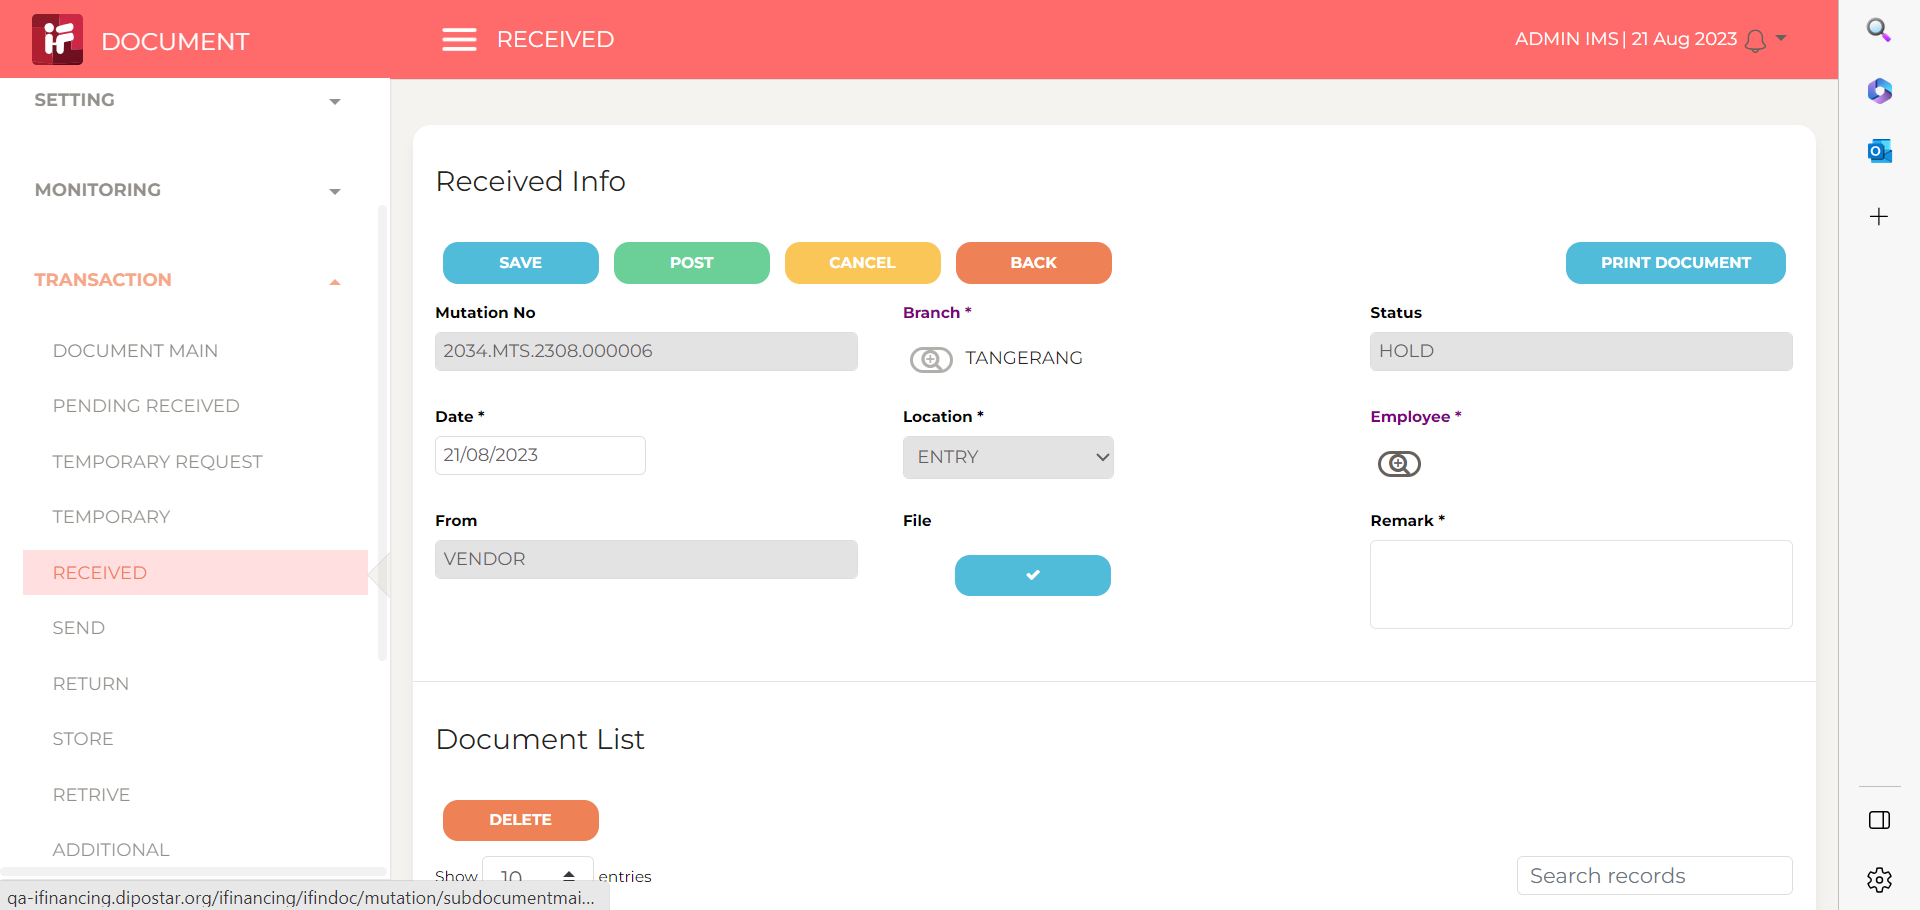 iF DOCUMENT
RECEIVED
ADMIN IMS | 21 Aug 2023
SETTING
MONITORING
TRANSACTION
DOCUMENT MAIN
PENDING RECEIVED
TEMPORARY REQUEST
TEMPORARY
RECEIVED
SEND
RETURN
STORE
RETRIVE
ADDITIONAL
qa-ifinancing.dipostar.org/ifinancing/ifindoc/mutation/subdocumentmai...
Received Info
SAVE POST CANCEL BACK PRINT DOCUMENT
Mutation No Branch * Status
2034.MTS.2308.000006 TANGERANG HOLD
Date * Location * Employee *
21/08/2023 ENTRY
From File Remark *
VENDOR
Document List
DELETE
Show 10 entries Search records